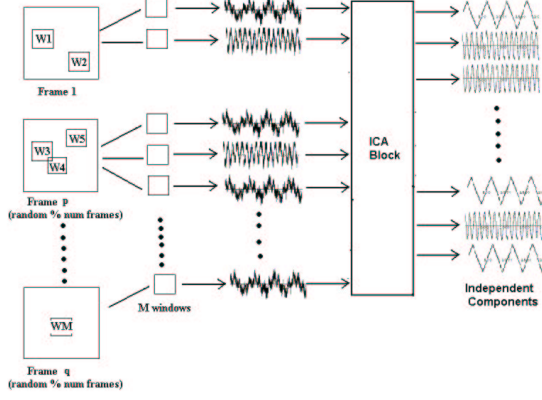 W1
W2
Frame 1
W5
W3
W4
Frame p
(random % num frames)
ICA
Block
M windows
Independent
Components
WM
Frame q
(random % num frames)